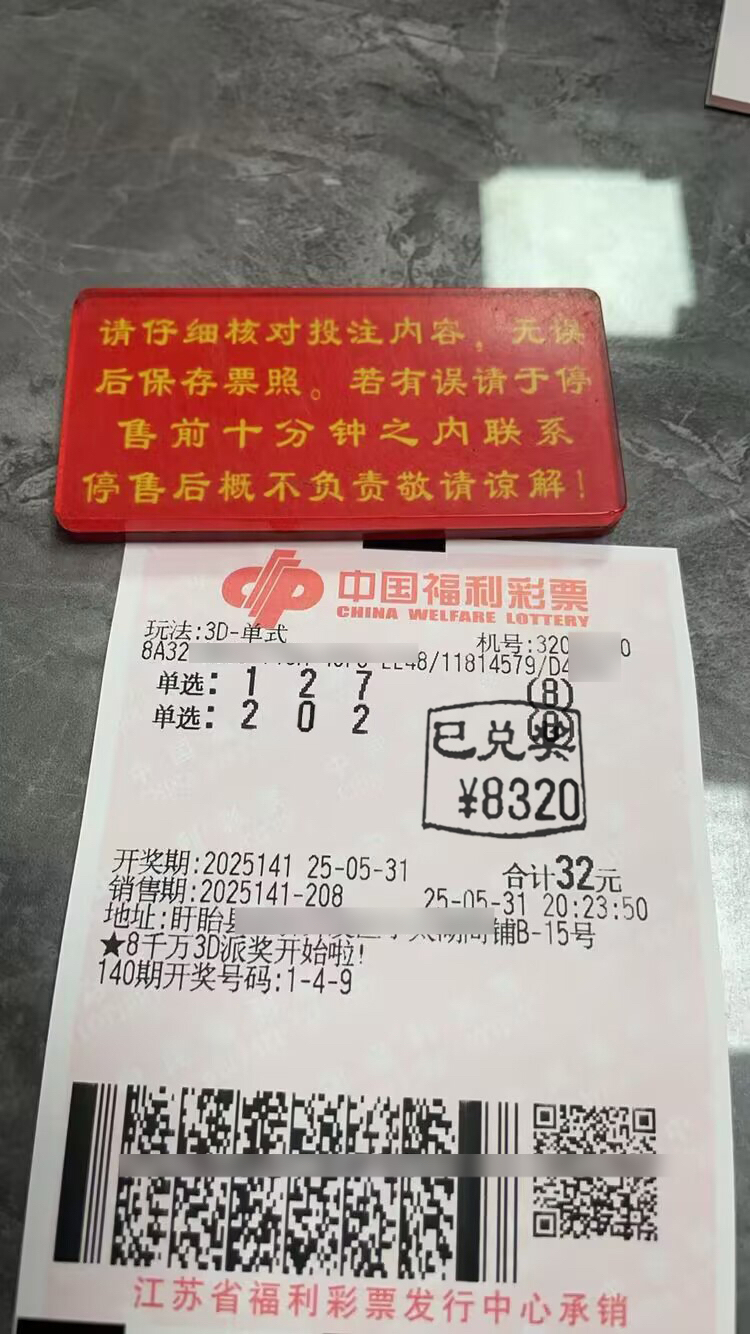 请仔细核对投注内容，无误
后保存票照。若有误请于停
售前十分钟之内联系
停售后概不负责敬请谅解！
中国福利彩票
CHINA WELFARE LOTTERY
玩法:3D-单式 机号:320 0
8A32 /11814579/D4
单选: 1 2 7 (8)
单选: 2 0 2 (8)
已兑奖
¥8320
开奖期:2025141 25-05-31 合计32元
销售期:2025141-208 25-05-31 20:23:50
地址:盱眙县 铺B-15号
★8千万3D派奖开始啦!
140期开奖号码:1-4-9
江苏省福利彩票发行中心承销